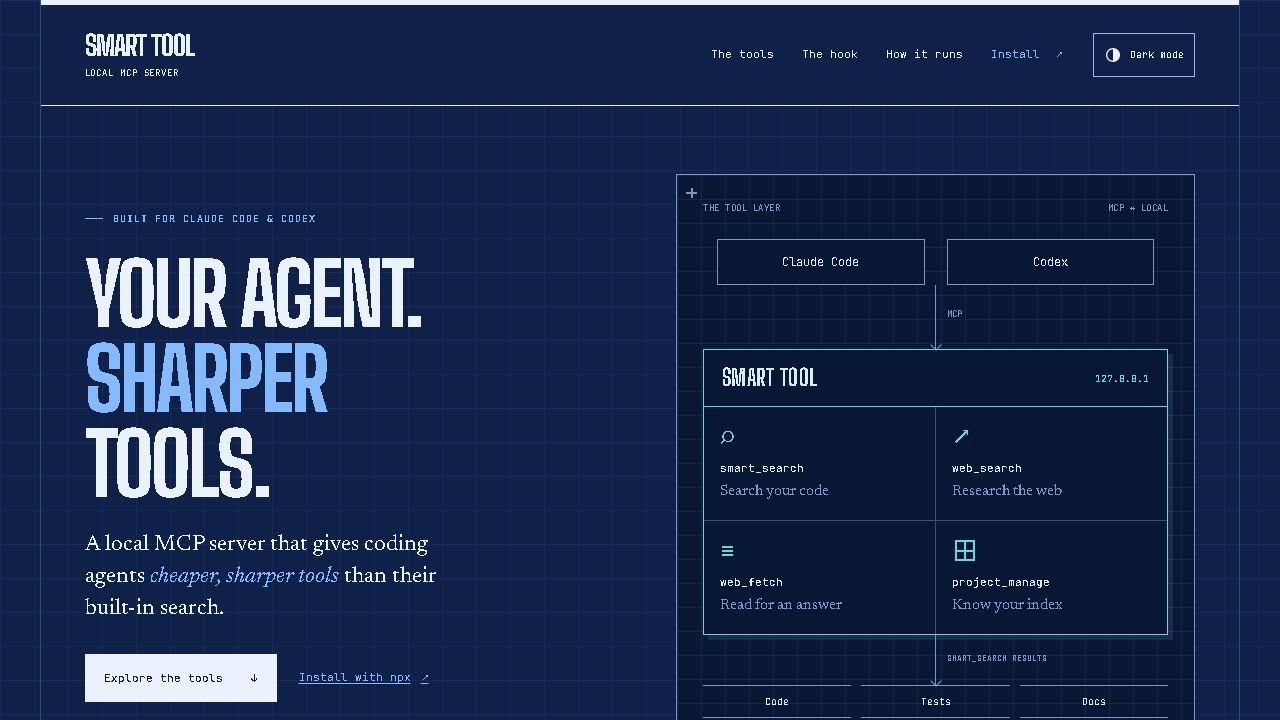 SMART TOOL
LOCAL MCP SERVER
The tools
The hook
How it runs
Install ↗
Dark mode
BUILT FOR CLAUDE CODE & CODEX
YOUR AGENT.
SHARPER
TOOLS.
A local MCP server that gives coding
agents cheaper, sharper tools than their
built-in search.
Explore the tools ↓
Install with npx ↗
THE TOOL LAYER
MCP ↔ LOCAL
Claude Code
Codex
MCP
SMART TOOL
127.0.0.1
smart_search
Search your code
web_search
Research the web
web_fetch
Read for an answer
project_manage
Know your index
SMART_SEARCH RESULTS
Code
Tests
Docs